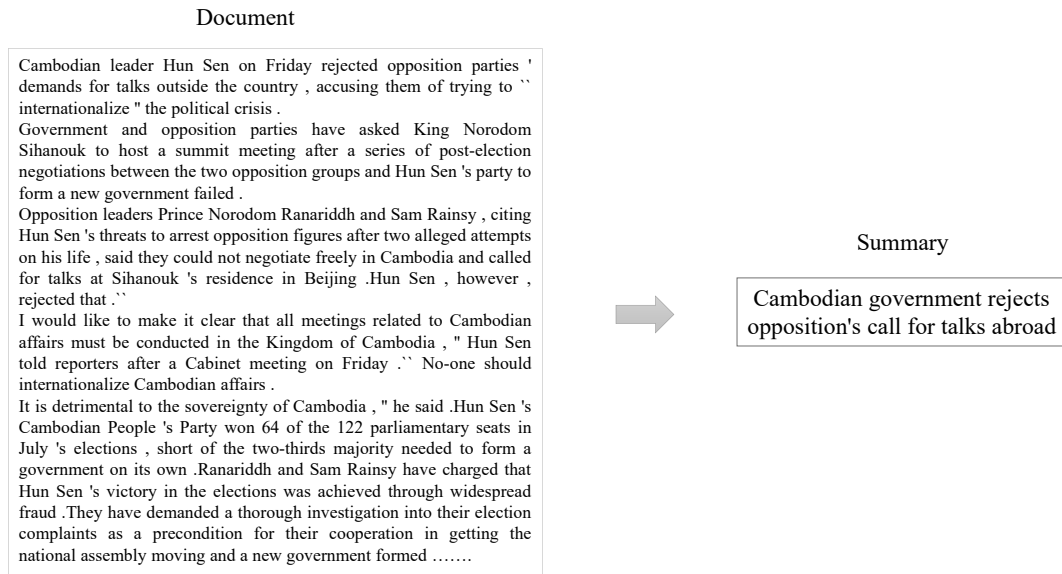 Document
Cambodian leader Hun Sen on Friday rejected opposition parties '
demands for talks outside the country , accusing them of trying to ``
internationalize '' the political crisis .
Government and opposition parties have asked King Norodom
Sihanouk to host a summit meeting after a series of post-election
negotiations between the two opposition groups and Hun Sen 's party to
form a new government failed .
Opposition leaders Prince Norodom Ranariddh and Sam Rainsy , citing
Hun Sen 's threats to arrest opposition figures after two alleged attempts
on his life , said they could not negotiate freely in Cambodia and called
for talks at Sihanouk 's residence in Beijing .Hun Sen , however ,
rejected that .``
I would like to make it clear that all meetings related to Cambodian
affairs must be conducted in the Kingdom of Cambodia , '' Hun Sen
told reporters after a Cabinet meeting on Friday .`` No-one should
internationalize Cambodian affairs .
It is detrimental to the sovereignty of Cambodia , '' he said .Hun Sen 's
Cambodian People 's Party won 64 of the 122 parliamentary seats in
July 's elections , short of the two-thirds majority needed to form a
government on its own .Ranariddh and Sam Rainsy have charged that
Hun Sen 's victory in the elections was achieved through widespread
fraud .They have demanded a thorough investigation into their election
complaints as a precondition for their cooperation in getting the
national assembly moving and a new government formed …….
Summary
Cambodian government rejects
opposition's call for talks abroad